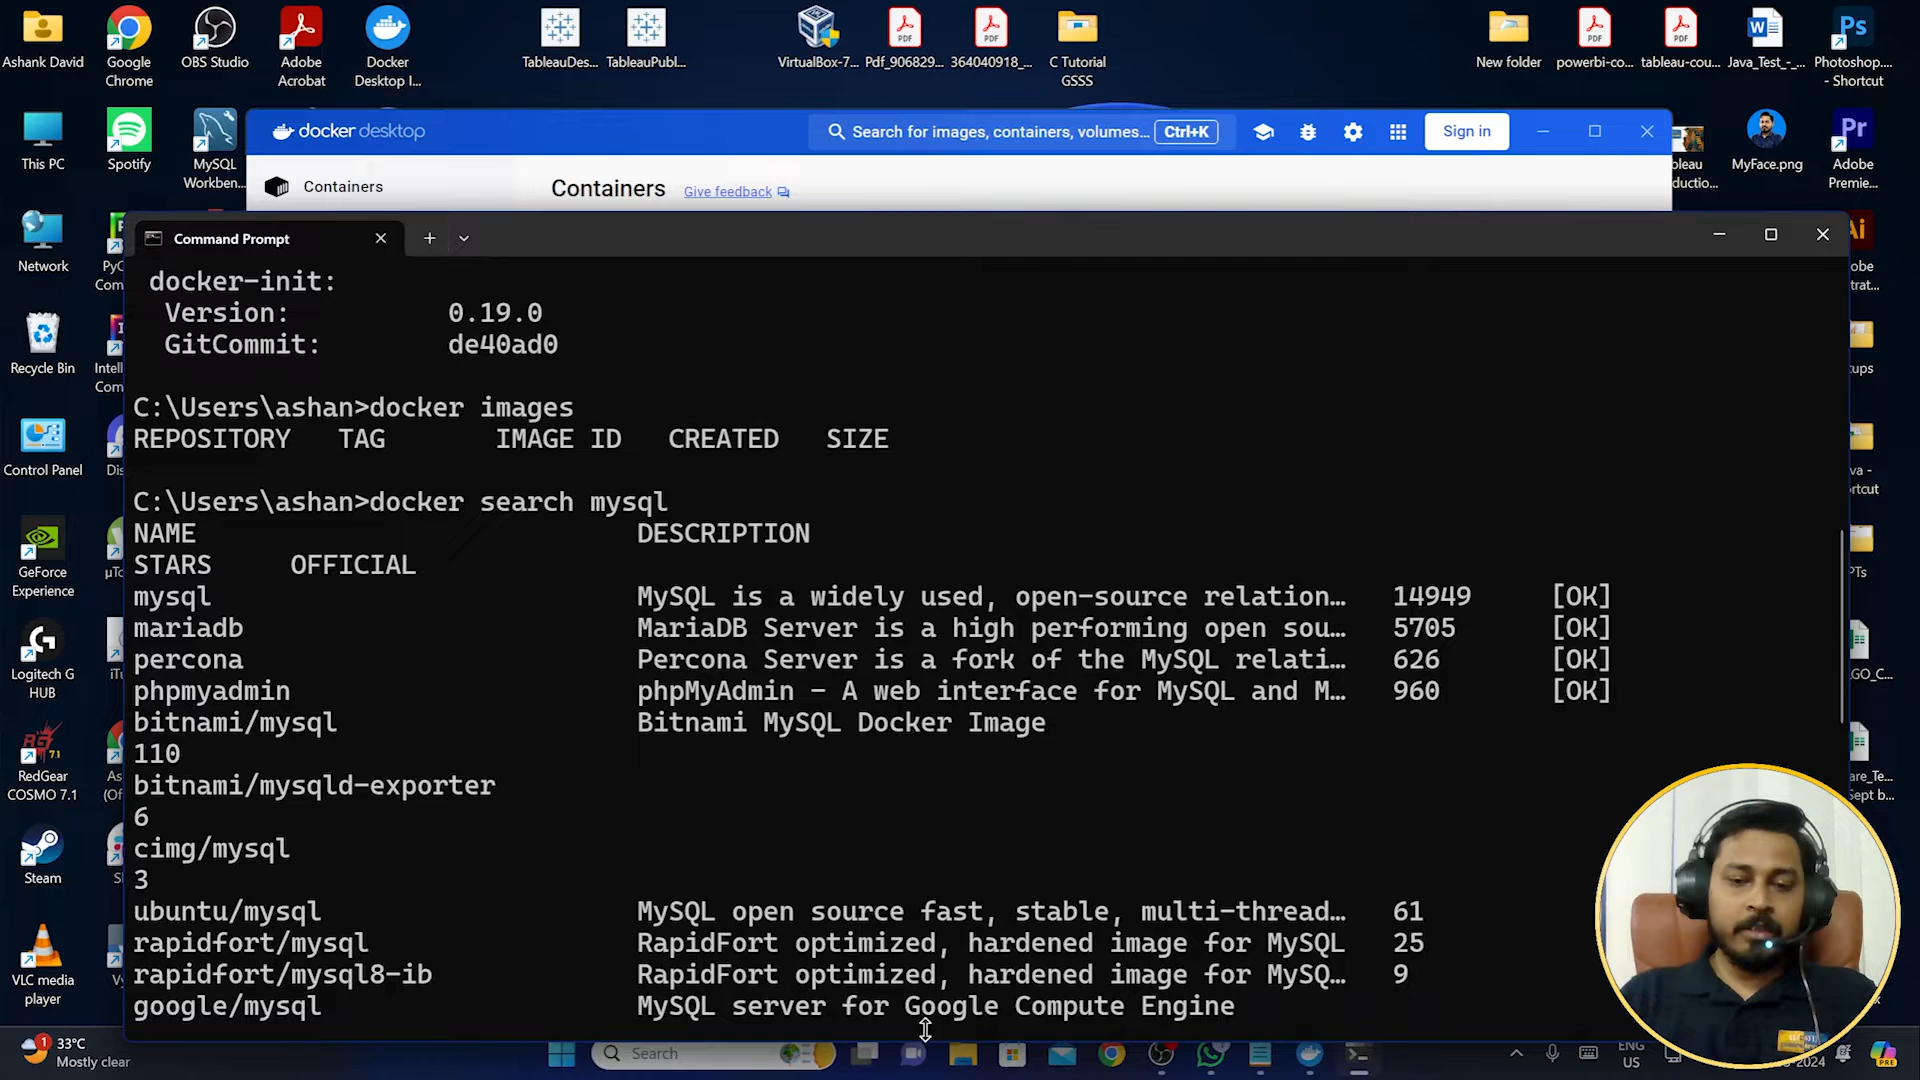 Ashank David
Google Chrome
OBS Studio
Adobe Acrobat
Docker Desktop I...
TableauDes...
TableauPubl...
VirtualBox-7...
Pdf_906829...
364040918_...
C Tutorial GSSS
New folder
powerbi-co...
tableau-cou...
Java_Test_-_...
Photoshop.... - Shortcut
This PC
Spotify
MySQL Workben...
docker desktop
Search for images, containers, volumes...
Ctrl+K
Sign in
MyFace.png
Adobe Premie...
Containers
Containers
Give feedback
Network
Command Prompt
docker-init:
Version: 0.19.0
GitCommit: de40ad0
C:\Users\ashan>docker images
REPOSITORY TAG IMAGE ID CREATED SIZE
C:\Users\ashan>docker search mysql
NAME DESCRIPTION
STARS OFFICIAL
mysql MySQL is a widely used, open-source relation… 14949 [OK]
mariadb MariaDB Server is a high performing open sou… 5705 [OK]
percona Percona Server is a fork of the MySQL relati… 626 [OK]
phpmyadmin phpMyAdmin - A web interface for MySQL and M… 960 [OK]
bitnami/mysql Bitnami MySQL Docker Image
110
bitnami/mysqld-exporter
6
cimg/mysql
3
ubuntu/mysql MySQL open source fast, stable, multi-thread… 61
rapidfort/mysql RapidFort optimized, hardened image for MySQL 25
rapidfort/mysql8-ib RapidFort optimized, hardened image for MySQ… 9
google/mysql MySQL server for Google Compute Engine
Recycle Bin
Control Panel
GeForce Experience
Logitech G HUB
RedGear COSMO 7.1
Steam
VLC media player
33°C
Mostly clear
Search
ENG
US